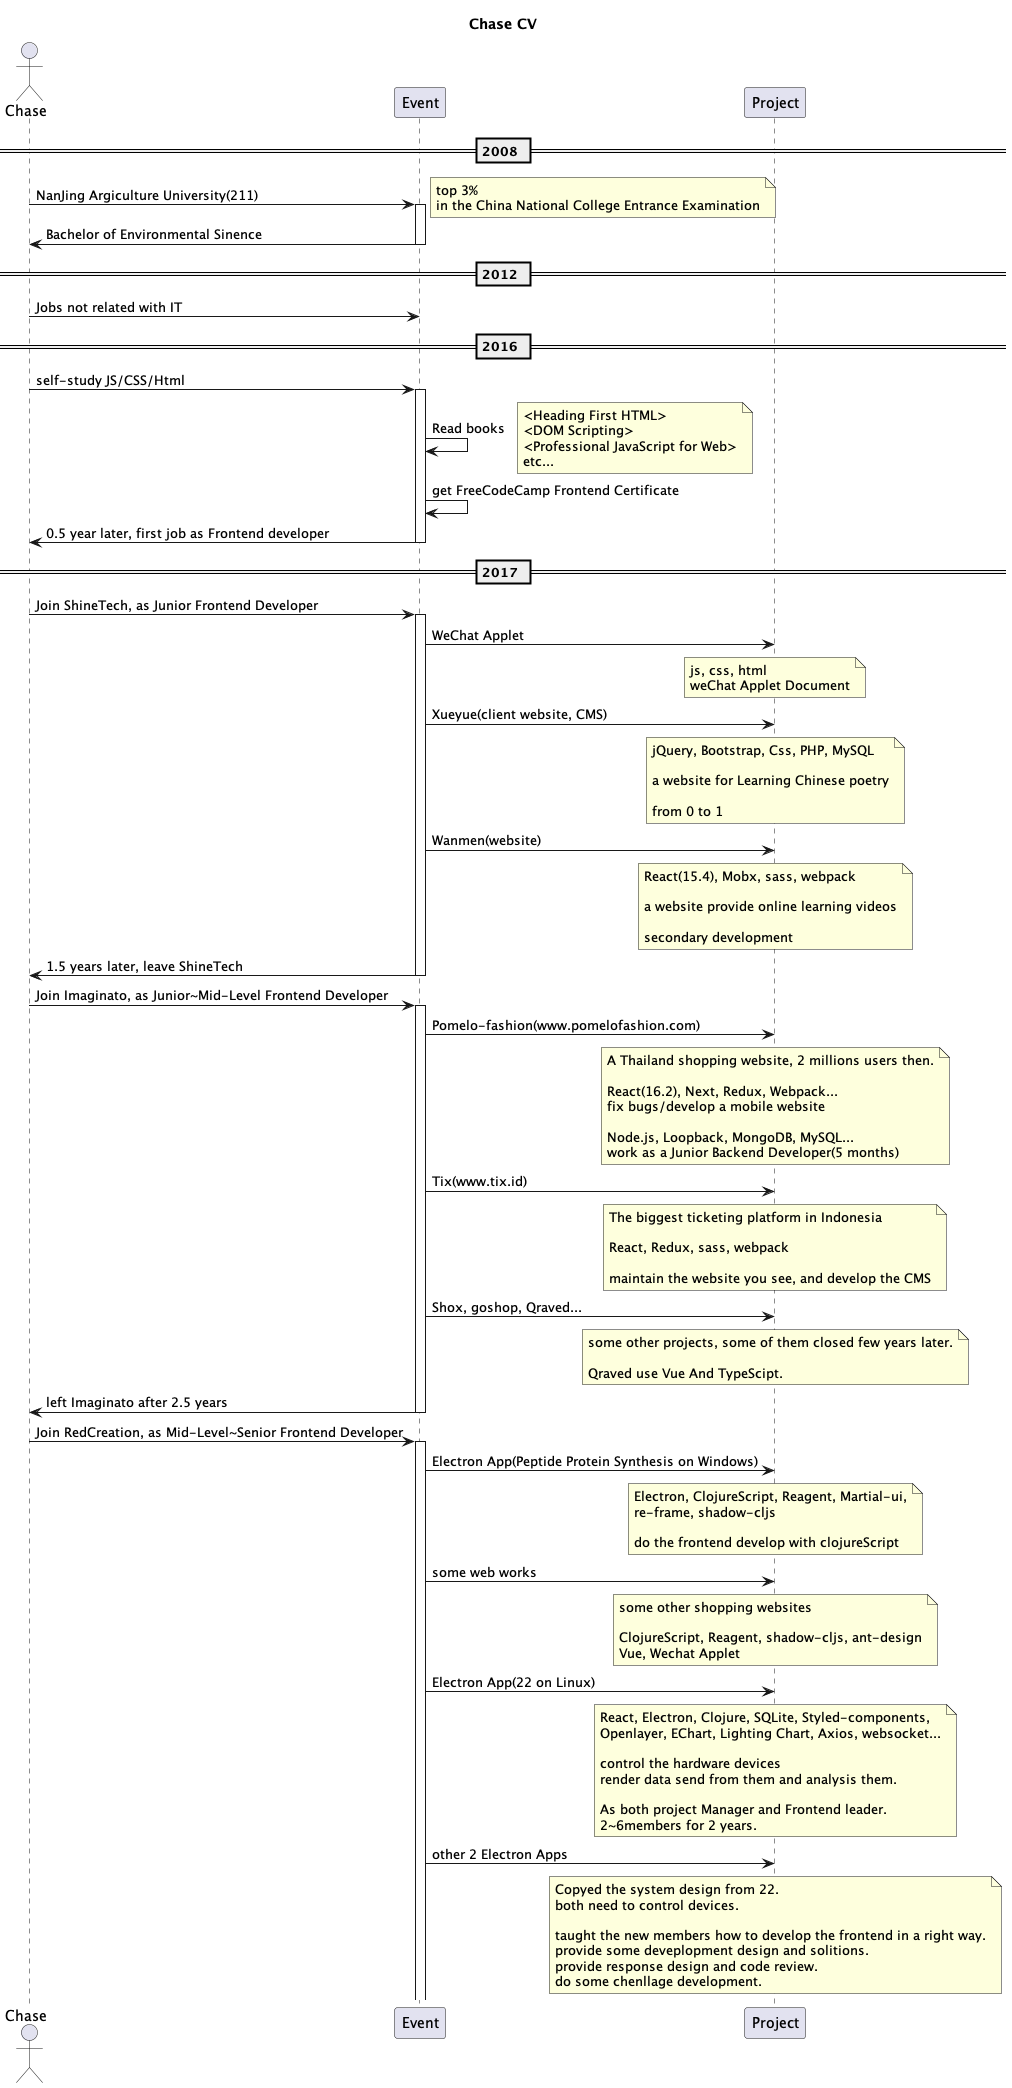 Chase CV
Chase
Event
Project
2008
NanJing Argiculture University(211)
top 3%
in the China National College Entrance Examination
Bachelor of Environmental Sinence
2012
Jobs not related with IT
2016
self-study JS/CSS/Html
Read books
<Heading First HTML>
<DOM Scripting>
<Professional JavaScript for Web>
etc...
get FreeCodeCamp Frontend Certificate
0.5 year later, first job as Frontend developer
2017
Join ShineTech, as Junior Frontend Developer
WeChat Applet
js, css, html
weChat Applet Document
Xueyue(client website, CMS)
jQuery, Bootstrap, Css, PHP, MySQL
a website for Learning Chinese poetry
from 0 to 1
Wanmen(website)
React(15.4), Mobx, sass, webpack
a website provide online learning videos
secondary development
1.5 years later, leave ShineTech
Join Imaginato, as Junior~Mid-Level Frontend Developer
Pomelo-fashion(www.pomelofashion.com)
A Thailand shopping website, 2 millions users then.
React(16.2), Next, Redux, Webpack...
fix bugs/develop a mobile website
Node.js, Loopback, MongoDB, MySQL...
work as a Junior Backend Developer(5 months)
Tix(www.tix.id)
The biggest ticketing platform in Indonesia
React, Redux, sass, webpack
maintain the website you see, and develop the CMS
Shox, goshop, Qraved...
some other projects, some of them closed few years later.
Qraved use Vue And TypeScipt.
left Imaginato after 2.5 years
Join RedCreation, as Mid-Level~Senior Frontend Developer
Electron App(Peptide Protein Synthesis on Windows)
Electron, ClojureScript, Reagent, Martial-ui,
re-frame, shadow-cljs
do the frontend develop with clojureScript
some web works
some other shopping websites
ClojureScript, Reagent, shadow-cljs, ant-design
Vue, Wechat Applet
Electron App(22 on Linux)
React, Electron, Clojure, SQLite, Styled-components,
Openlayer, EChart, Lighting Chart, Axios, websocket...
control the hardware devices
render data send from them and analysis them.
As both project Manager and Frontend leader.
2~6members for 2 years.
other 2 Electron Apps
Copyed the system design from 22.
both need to control devices.
taught the new members how to develop the frontend in a right way.
provide some deveplopment design and solitions.
provide response design and code review.
do some chenllage development.
Chase
Event
Project